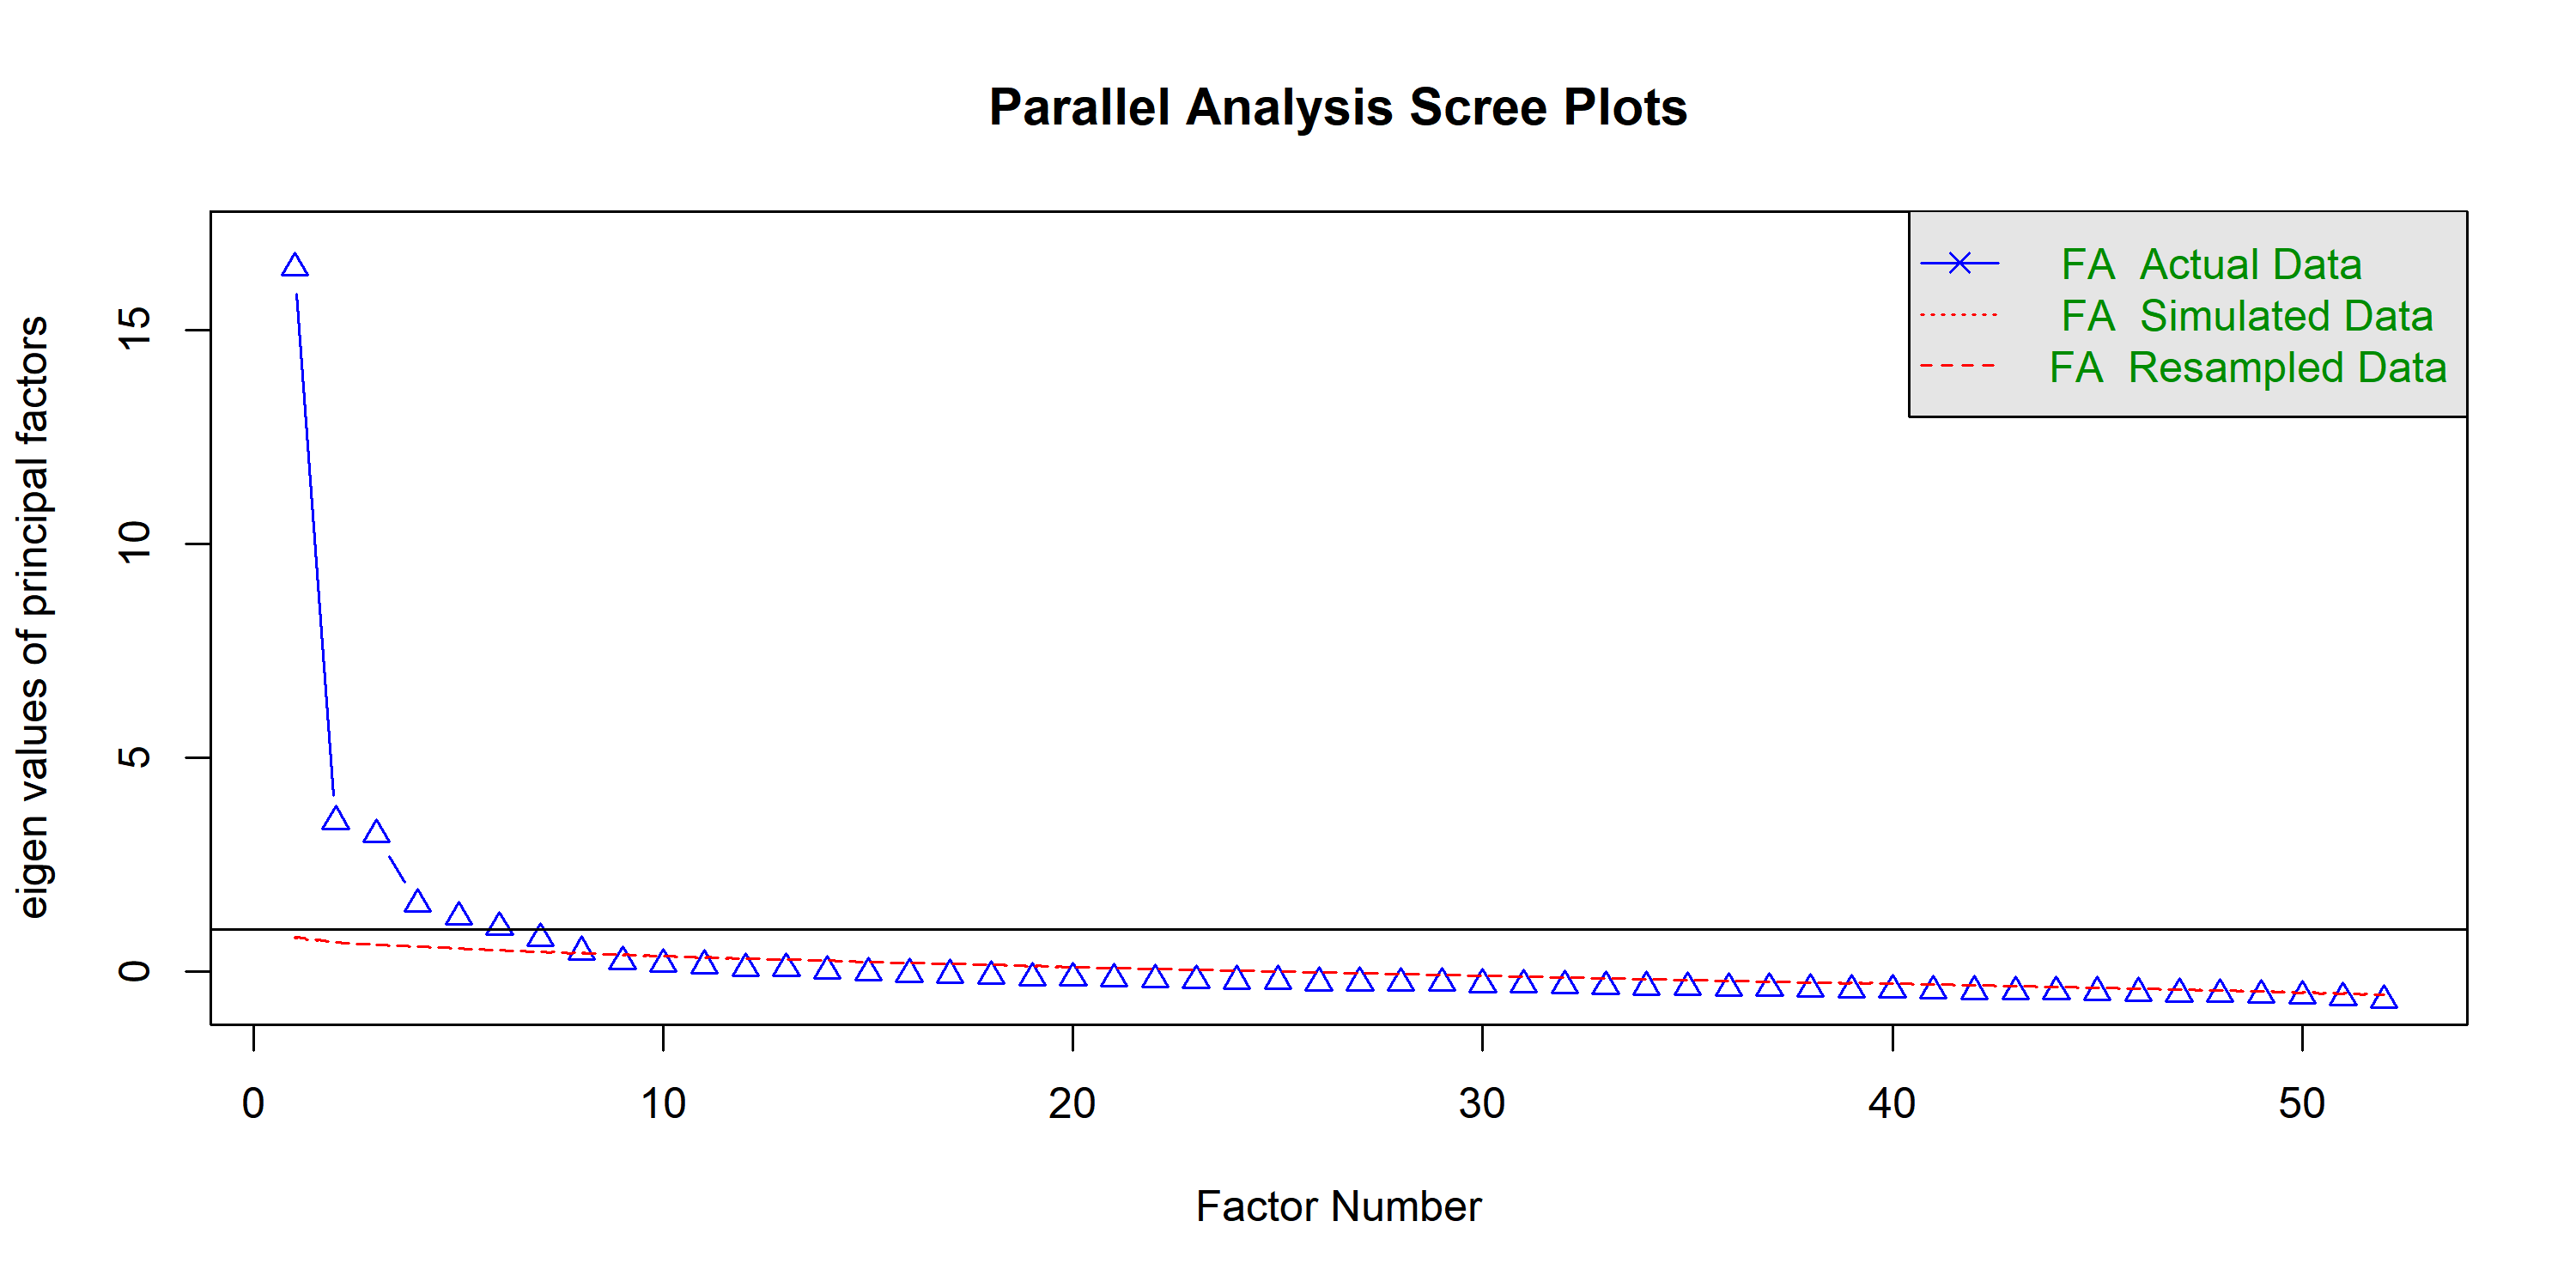 Parallel Analysis Scree Plots
eigen values of principal factors
15
10
5
0
FA Actual Data
FA Simulated Data
FA Resampled Data
0 10 20 30 40 50
Factor Number